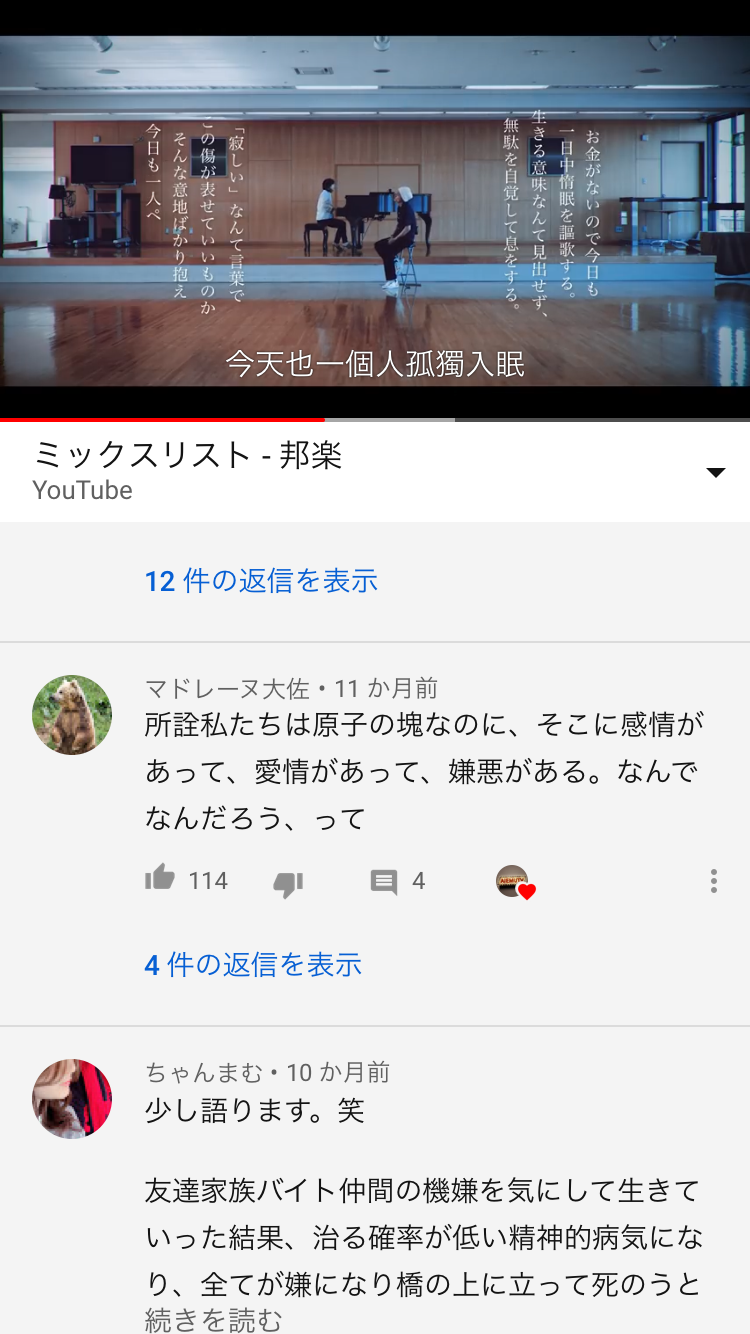 お金がないので今日も
一日中惰眠を謳歌する。
生きる意味なんて見出せず、
無駄を自覚して息をする。
「寂しい」なんて言葉で
この傷が表せていいものか
そんな意地ばかり抱え
今日も一人ベ
今天也一個人孤獨入眠
ミックスリスト - 邦楽
YouTube
12 件の返信を表示
マドレーヌ大佐 • 11 か月前
所詮私たちは原子の塊なのに、そこに感情が
あって、愛情があって、嫌悪がある。なんで
なんだろう、って
114
4
4 件の返信を表示
ちゃんまむ • 10 か月前
少し語ります。笑
友達家族バイト仲間の機嫌を気にして生きて
いった結果、治る確率が低い精神的病気にな
り、全てが嫌になり橋の上に立って死のうと
続きを読む